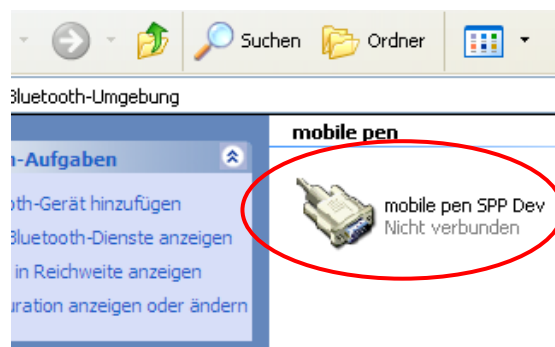 Suchen Ordner
Bluetooth-Umgebung
mobile pen
-Aufgaben
oth-Gerät hinzufügen
Bluetooth-Dienste anzeigen
in Reichweite anzeigen
uration anzeigen oder ändern
mobile pen SPP Dev
Nicht verbunden